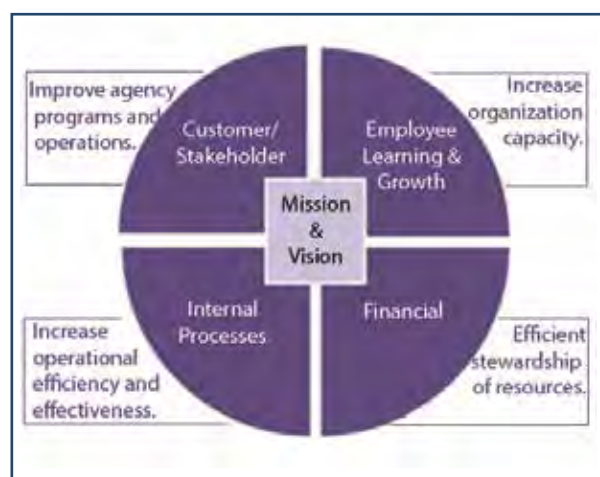 Improve agency
programs and
operations.
Customer/
Stakeholder
Employee
Learning &
Growth
Increase
organization
capacity.
Mission
&
Vision
Increase
operational
efficiency and
effectiveness.
Internal
Processes
Financial
Efficient
stewardship
of resources.